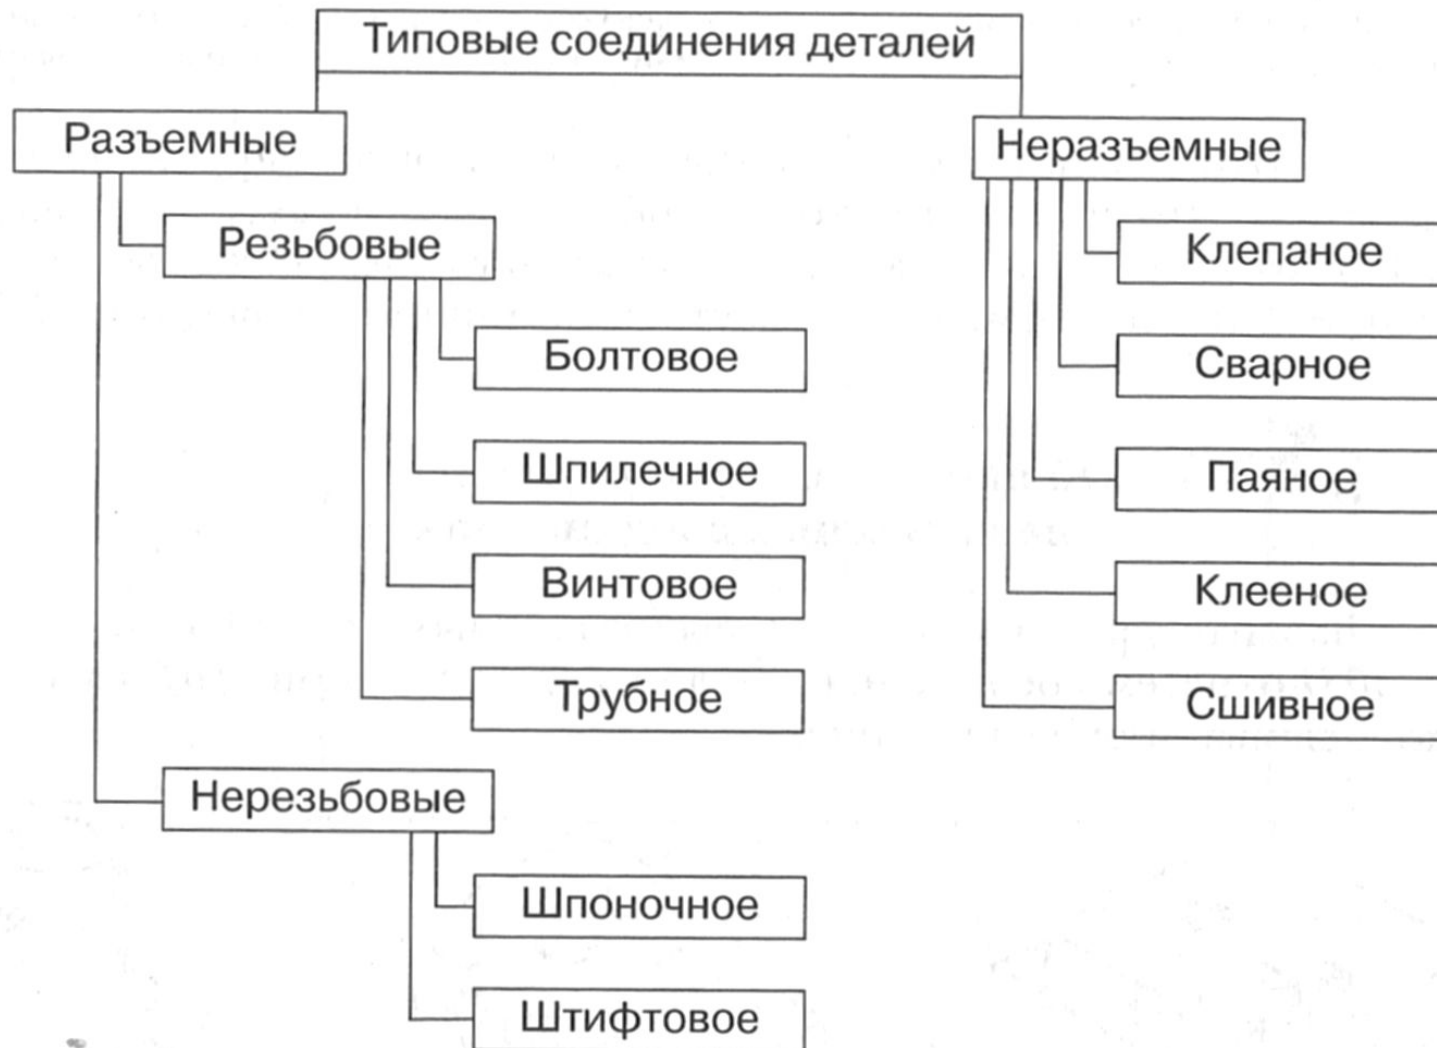 Типовые соединения деталей
Разъемные
Неразъемные
Резьбовые
Клепаное
Болтовое
Сварное
Шпилечное
Паяное
Винтовое
Клееное
Трубное
Сшивное
Нерезьбовые
Шпоночное
Штифтовое